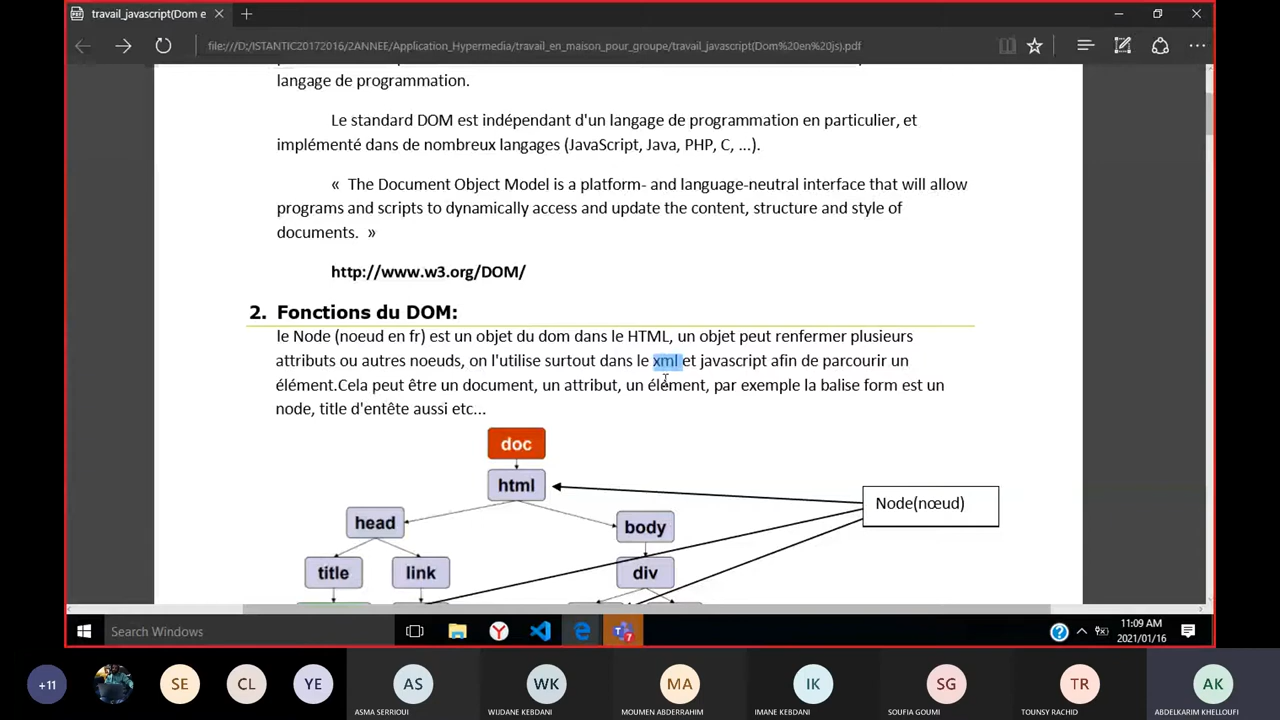 travail_javascript(Dom e
file:///D:/ISTANTIC20172016/2ANNEE/Application_Hypermedia/travail_en_maison_pour_groupe/travail_javascript(Dom%20en%20js).pdf
langage de programmation.
Le standard DOM est indépendant d'un langage de programmation en particulier, et
implémenté dans de nombreux langages (JavaScript, Java, PHP, C, ...).
« The Document Object Model is a platform- and language-neutral interface that will allow
programs and scripts to dynamically access and update the content, structure and style of
documents. »
http://www.w3.org/DOM/
2. Fonctions du DOM:
le Node (noeud en fr) est un objet du dom dans le HTML, un objet peut renfermer plusieurs
attributs ou autres noeuds, on l'utilise surtout dans le xml et javascript afin de parcourir un
élément.Cela peut être un document, un attribut, un élément, par exemple la balise form est un
node, title d'entête aussi etc...
doc
html
Node(nœud)
head
body
title
link
div
Search Windows
7
11:09 AM
2021/01/16
+11
SE
CL
YE
AS
WK
MA
IK
SG
TR
AK
ASMA SERRIOUI
WIJDANE KEBDANI
MOUMEN ABDERRAHIM
IMANE KEBDANI
SOUFIA GOUMI
TOUNSY RACHID
ABDELKARIM KHELLOUFI